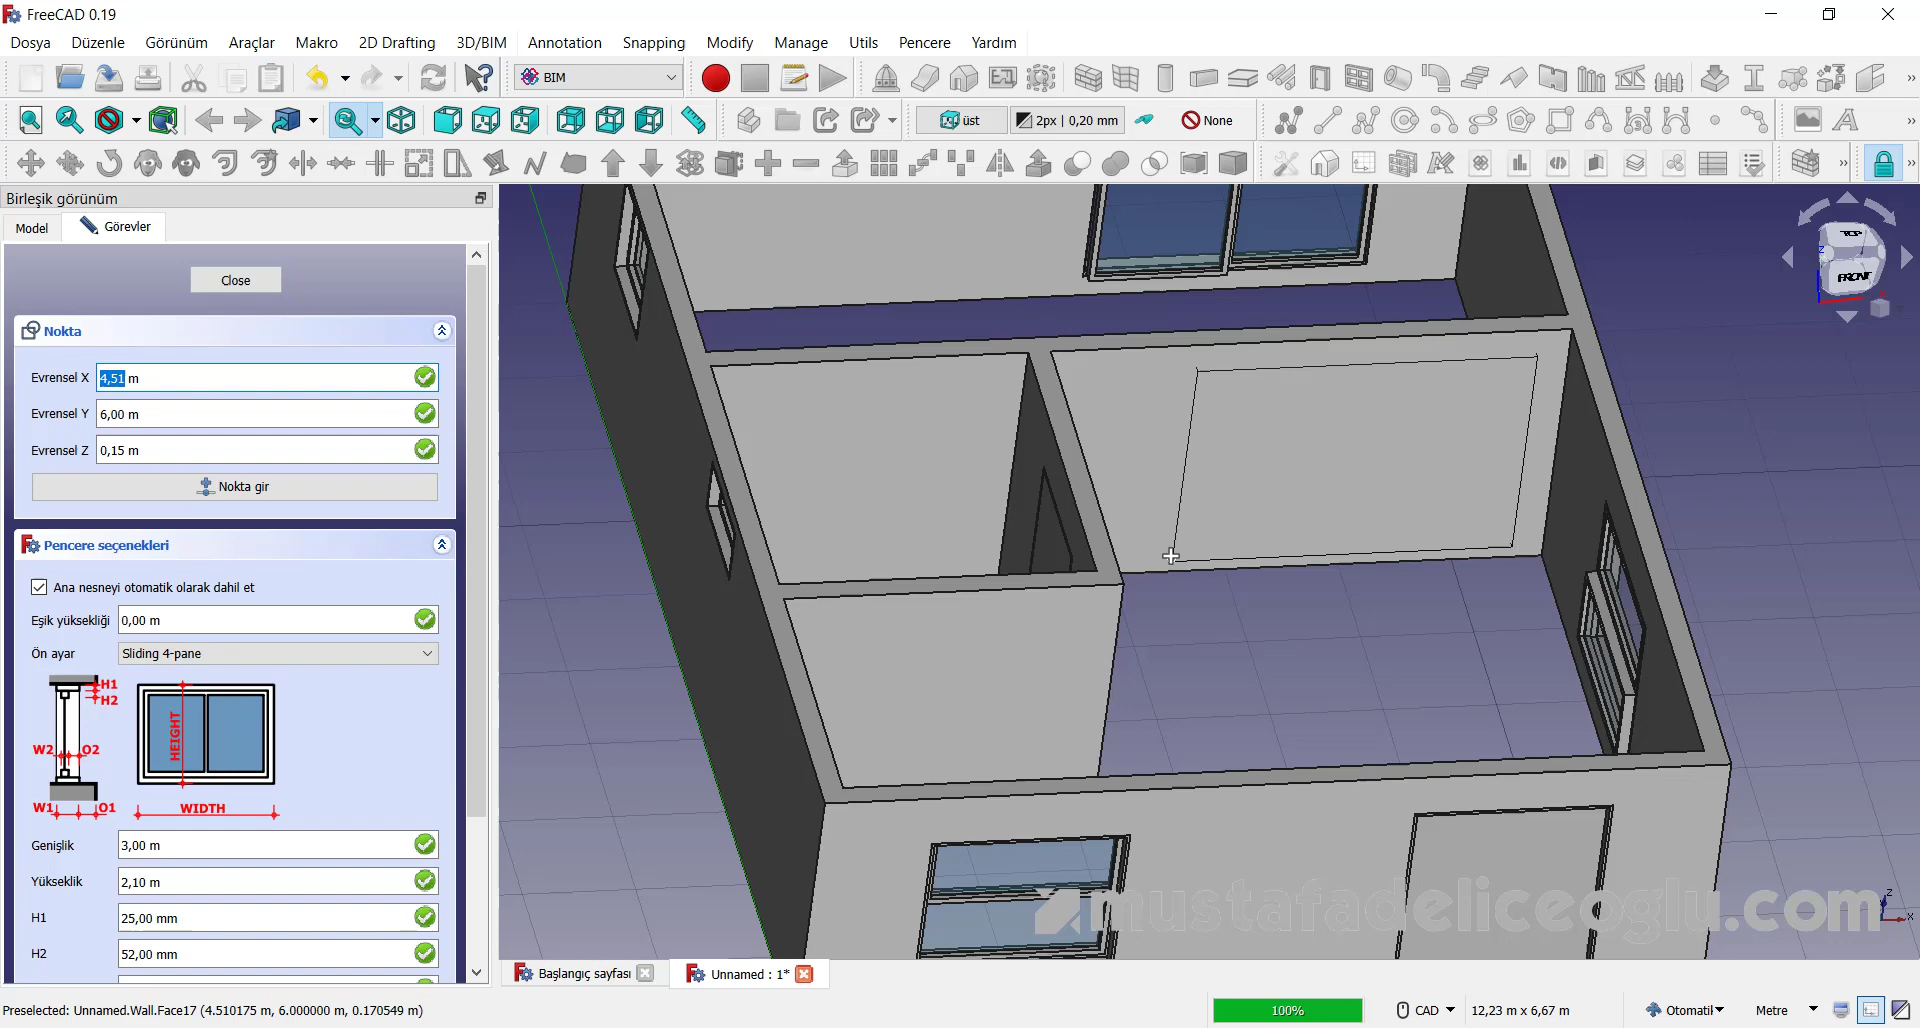 FreeCAD 0.19
Dosya Düzenle Görünüm Araçlar Makro 2D Drafting 3D/BIM Annotation Snapping Modify Manage Utils Pencere Yardım
BIM
üst 2px | 0,20 mm None
Birleşik görünüm
Model Görevler
Close
Nokta
Evrensel X 4,51 m
Evrensel Y 6,00 m
Evrensel Z 0,15 m
Nokta gir
Pencere seçenekleri
Ana nesneyi otomatik olarak dahil et
Eşik yüksekliği 0,00 m
Ön ayar Sliding 4-pane
H1
H2
W2 O2
HEIGHT
W1 O1 WIDTH
Genişlik 3,00 m
Yükseklik 2,10 m
H1 25,00 mm
H2 52,00 mm
TOP
FRONT
Z
mustafadeliceoglu.com
Z
X
Başlangıç sayfası Unnamed : 1*
Preselected: Unnamed.Wall.Face17 (4.510175 m, 6.000000 m, 0.170549 m) 100% CAD 12,23 m x 6,67 m Otomatil Metre